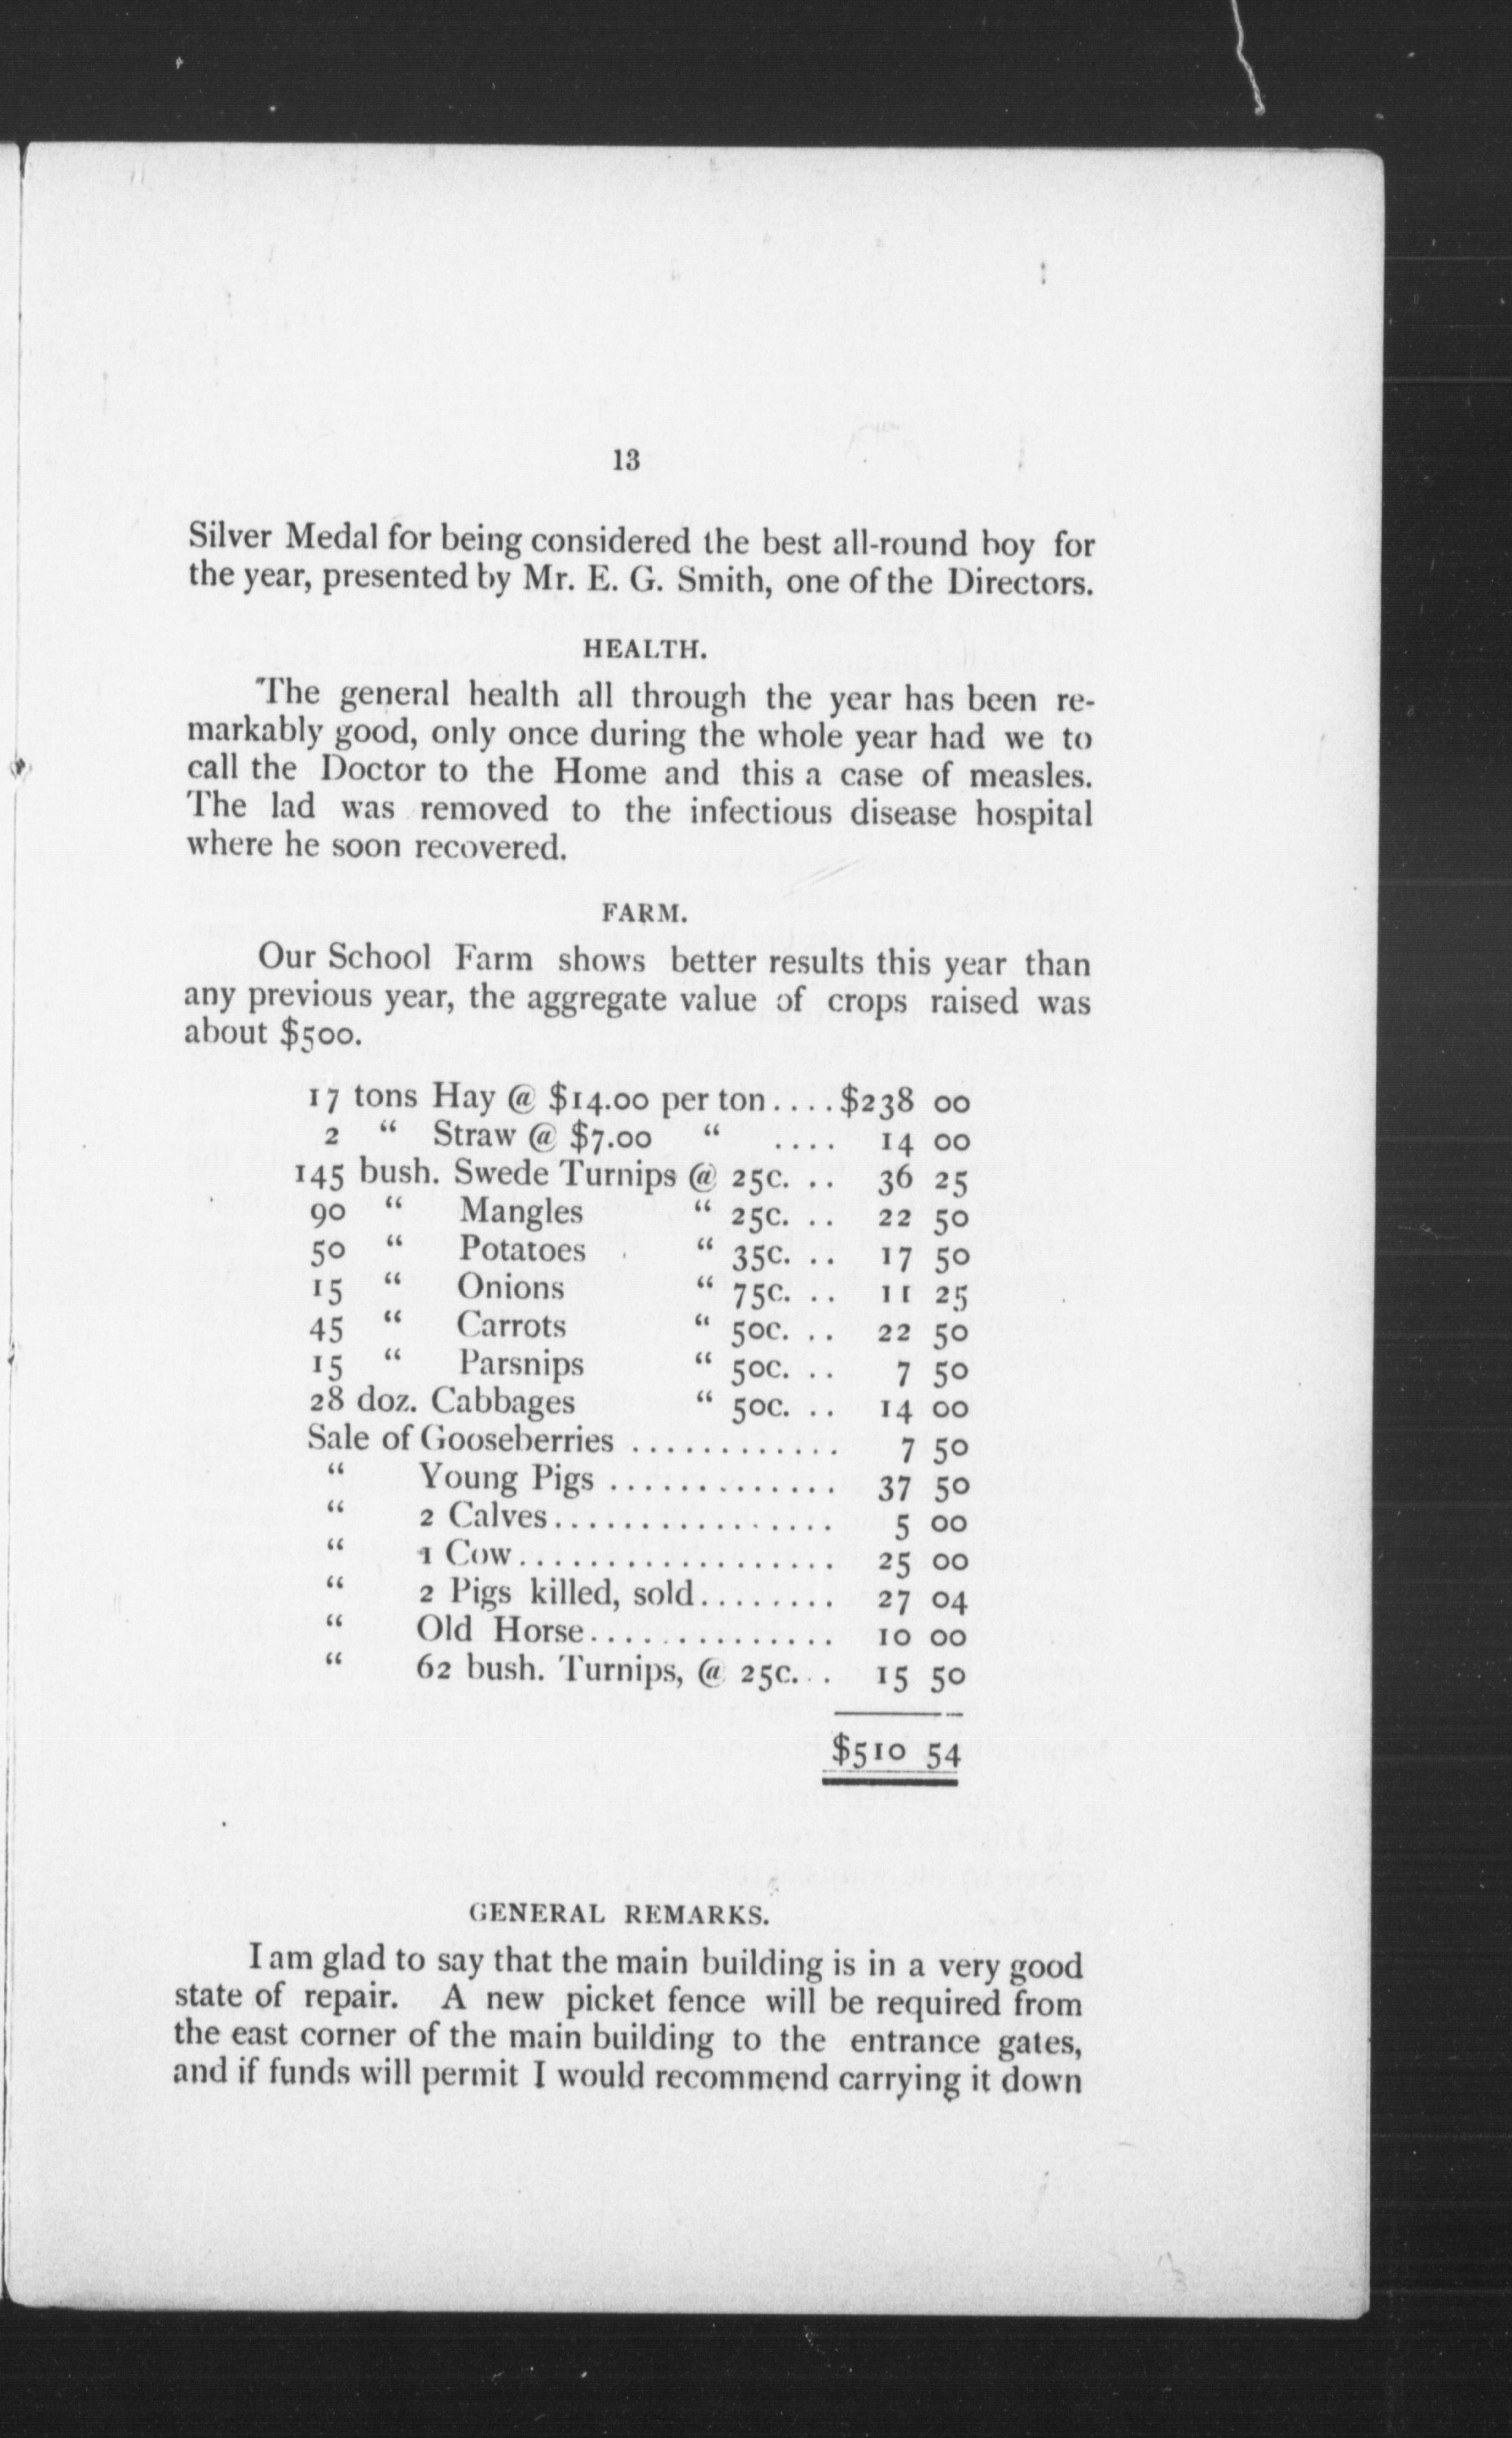 13
Silver Medal for being considered the best all-round boy for
the year, presented by Mr. E. G. Smith, one of the Directors.
HEALTH.
The general health all through the year has been re-
markably good, only once during the whole year had we to
call the Doctor to the Home and this a case of measles.
The lad was removed to the infectious disease hospital
where he soon recovered.
FARM.
Our School Farm shows better results this year than
any previous year, the aggregate value of crops raised was
about $500.
17 tons Hay @ $14.00 per ton....$238 00
2 “ Straw @ $7.00 “ .... 14 00
145 bush. Swede Turnips @ 25c. .. 36 25
90 “ Mangles “ 25c. .. 22 50
50 “ Potatoes “ 35c. .. 17 50
15 “ Onions “ 75c. .. 11 25
45 “ Carrots “ 50c. .. 22 50
15 “ Parsnips “ 50c. .. 7 50
28 doz. Cabbages “ 50c. .. 14 00
Sale of Gooseberries ............ 7 50
“ Young Pigs ............. 37 50
“ 2 Calves................ 5 00
“ 1 Cow.................. 25 00
“ 2 Pigs killed, sold........ 27 04
“ Old Horse.............. 10 00
“ 62 bush. Turnips, @ 25c... 15 50
$510 54
GENERAL REMARKS.
I am glad to say that the main building is in a very good
state of repair. A new picket fence will be required from
the east corner of the main building to the entrance gates,
and if funds will permit I would recommend carrying it down